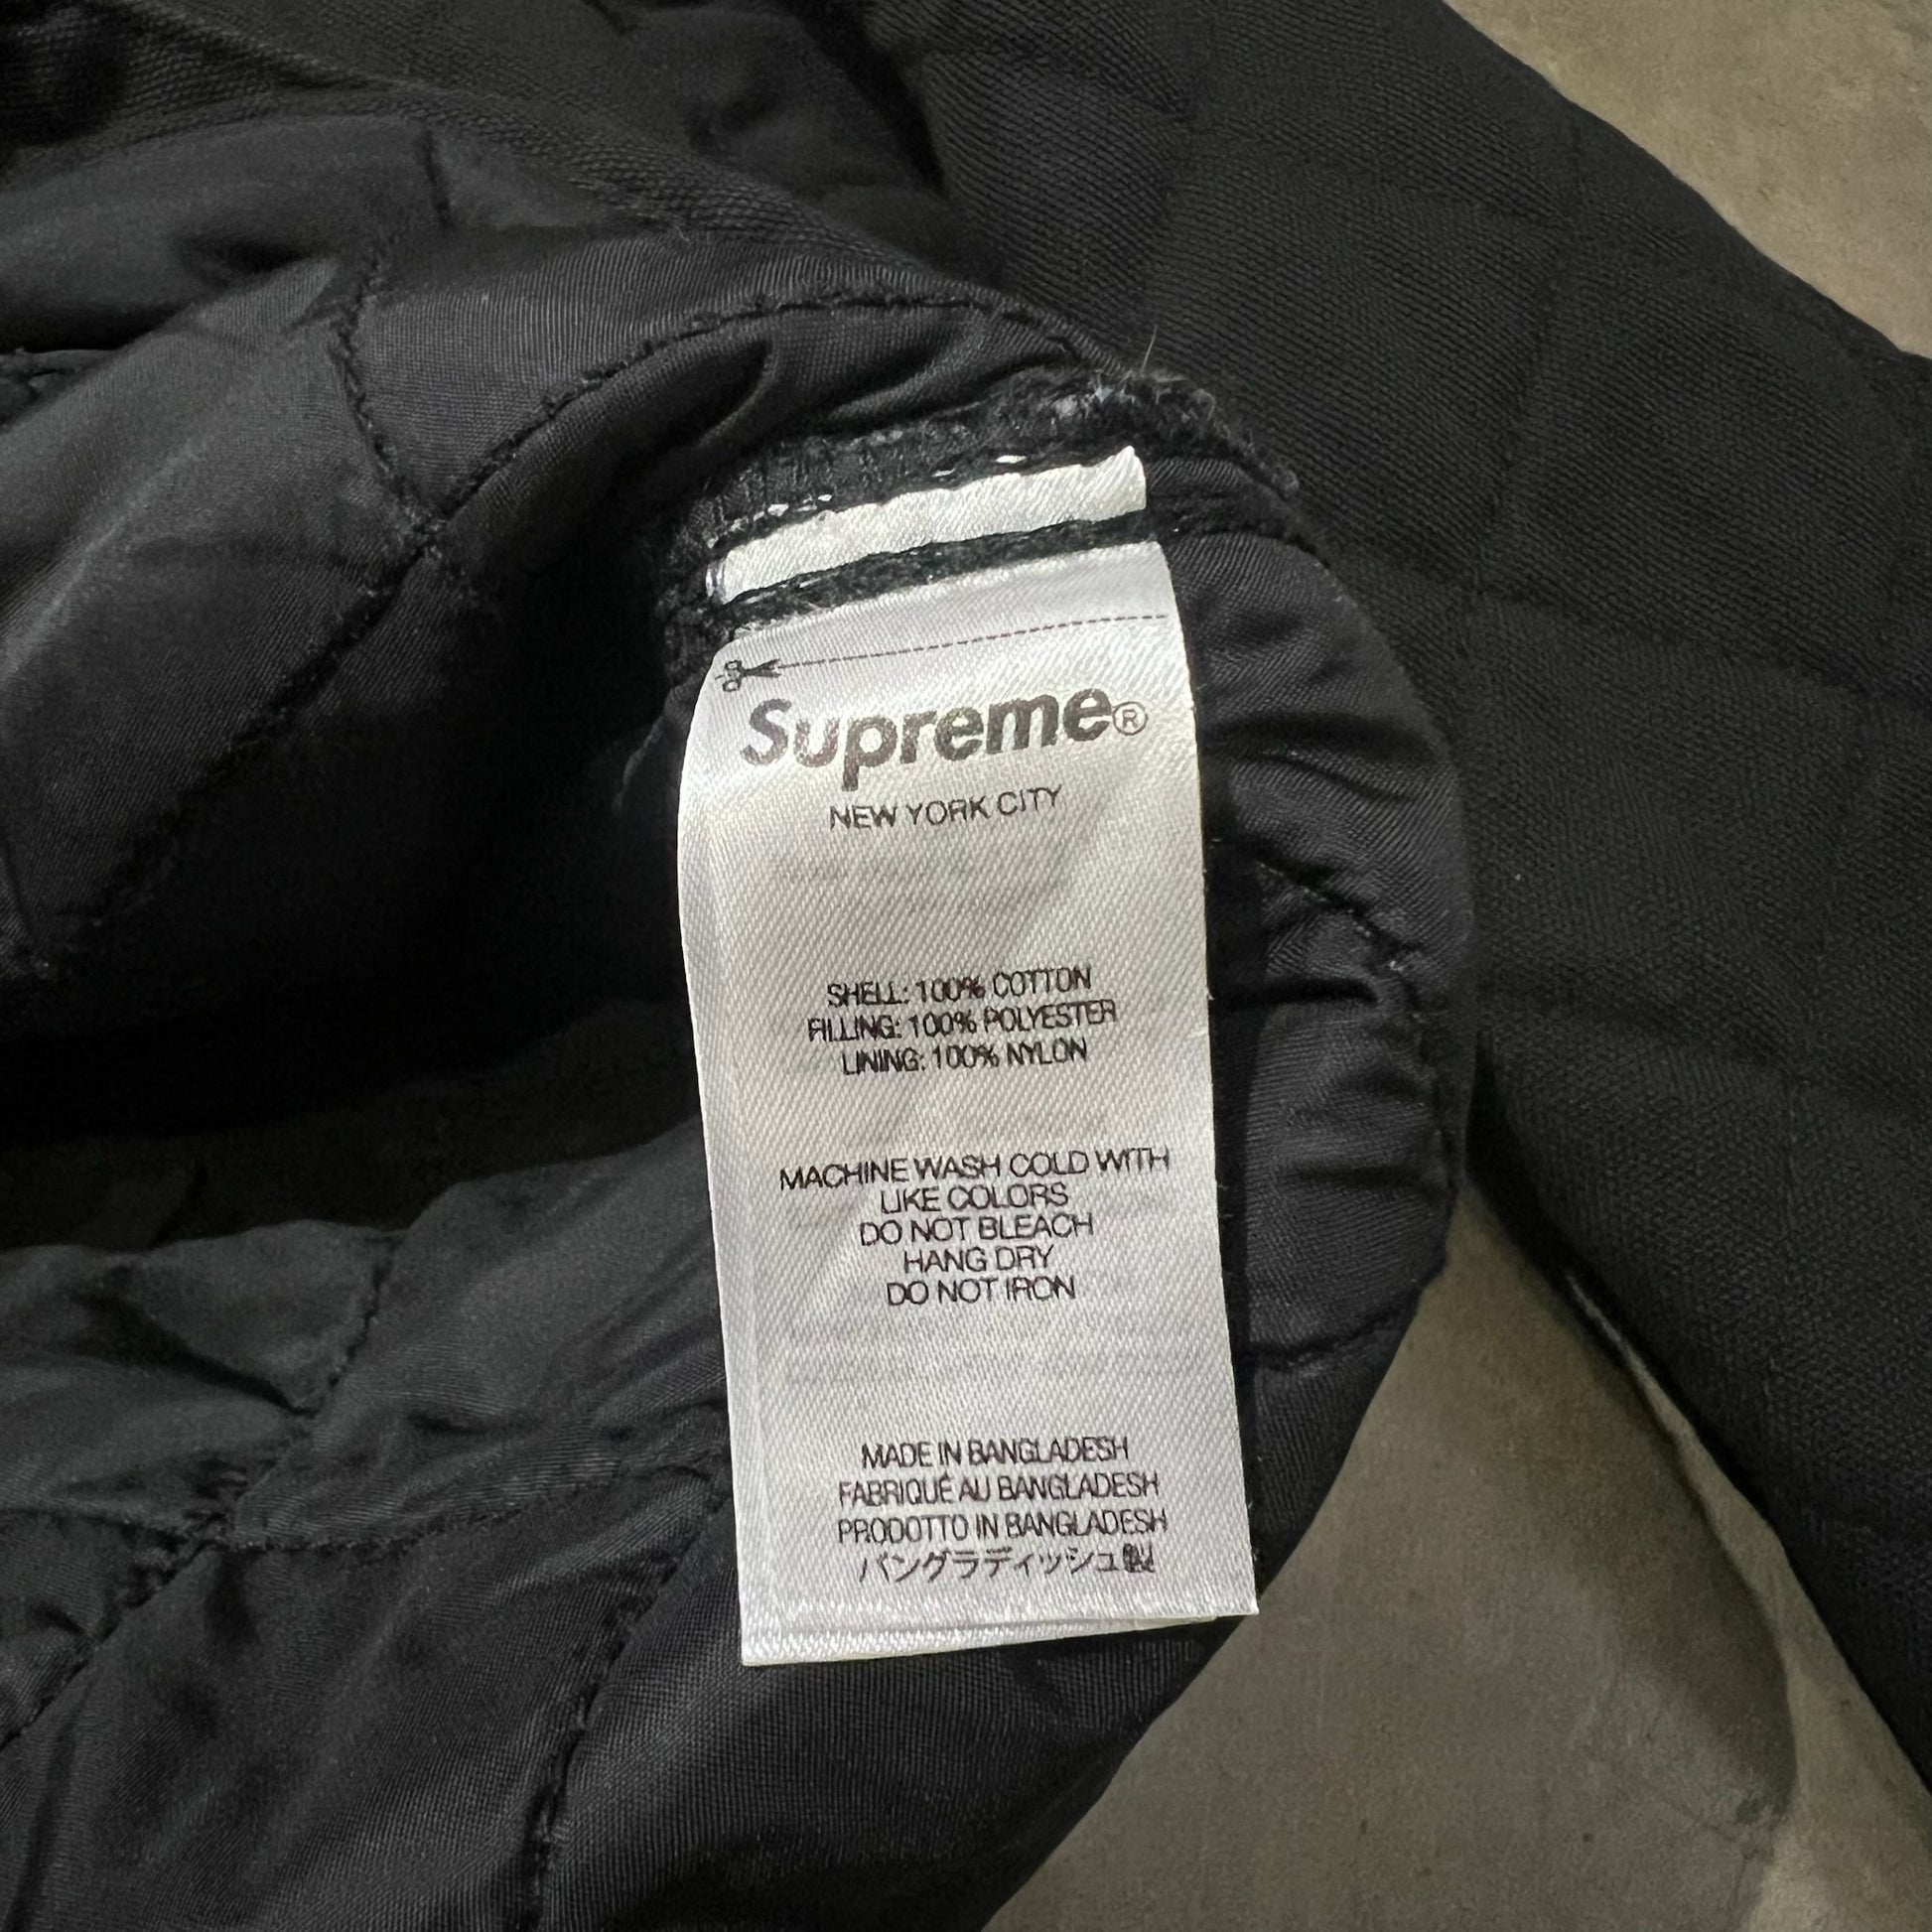 Supreme®
NEW YORK CITY
SHELL: 100% COTTON
FILLING: 100% POLYESTER
LINING: 100% NYLON
MACHINE WASH COLD WITH
LIKE COLORS
DO NOT BLEACH
HANG DRY
DO NOT IRON
MADE IN BANGLADESH
FABRIQUÉ AU BANGLADESH
PRODOTTO IN BANGLADESH
バングラディッシュ製